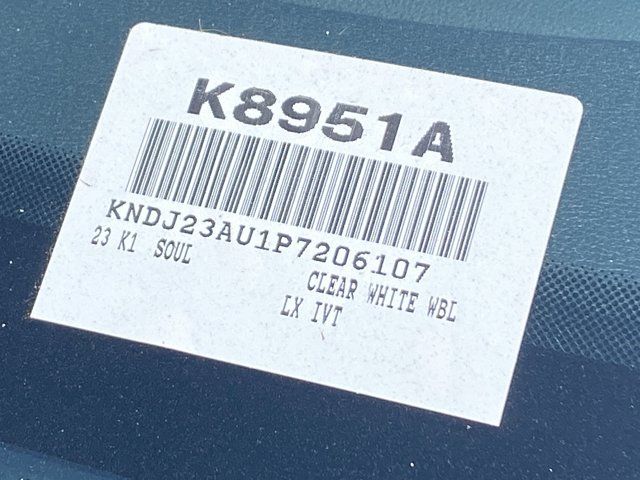 K8951A
KNDJ23AU1P7206107
23 K1 SOUL
CLEAR WHITE WBL
LX IVT